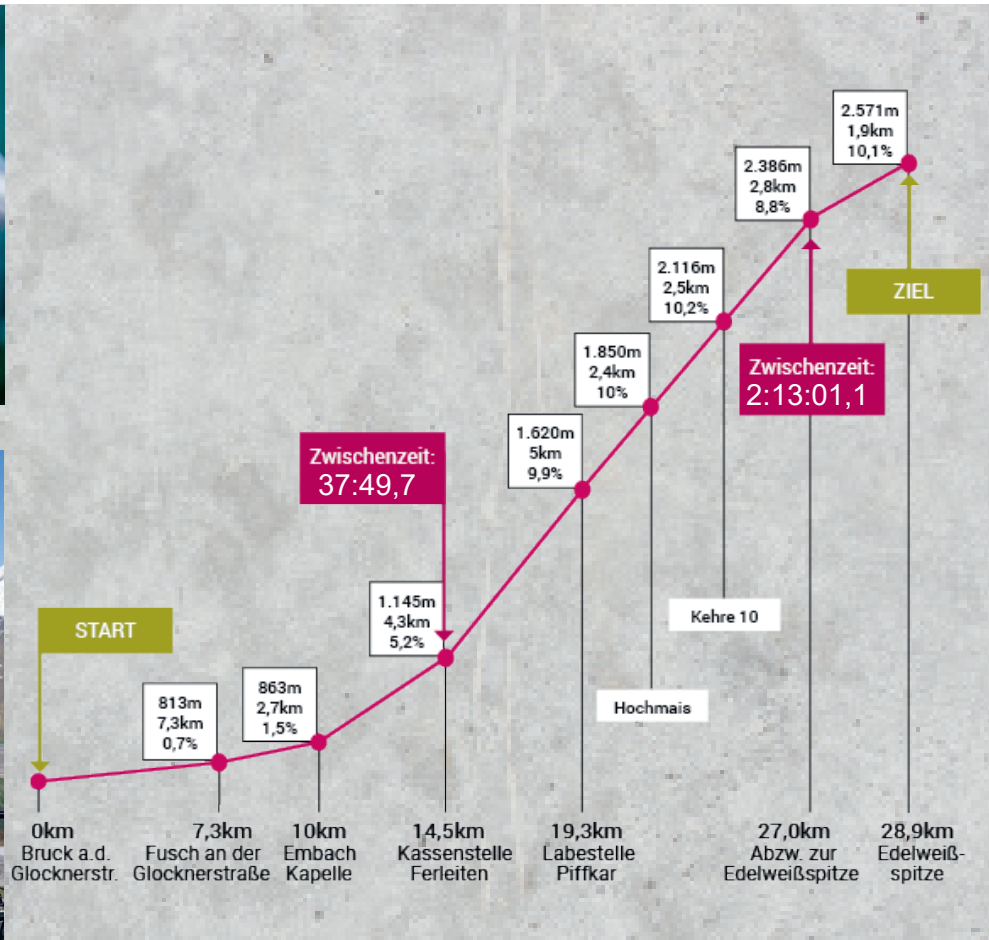 2.571m
1,9km
10,1%
2.386m
2,8km
8,8%
ZIEL
2.116m
2,5km
10,2%
1.850m
2,4km
10%
Zwischenzeit:
2:13:01,1
1.620m
5km
9,9%
Zwischenzeit:
37:49,7
1.145m
4,3km
5,2%
START
Kehre 10
863m
2,7km
1,5%
813m
7,3km
0,7%
Hochmais
0km
Bruck a.d.
Glocknerstr.
7,3km
Fusch an der
Glocknerstraße
10km
Embach
Kapelle
14,5km
Kassenstelle
Ferleiten
19,3km
Labestelle
Piffkar
27,0km
Abzw. zur
Edelweißspitze
28,9km
Edelweiß-
spitze